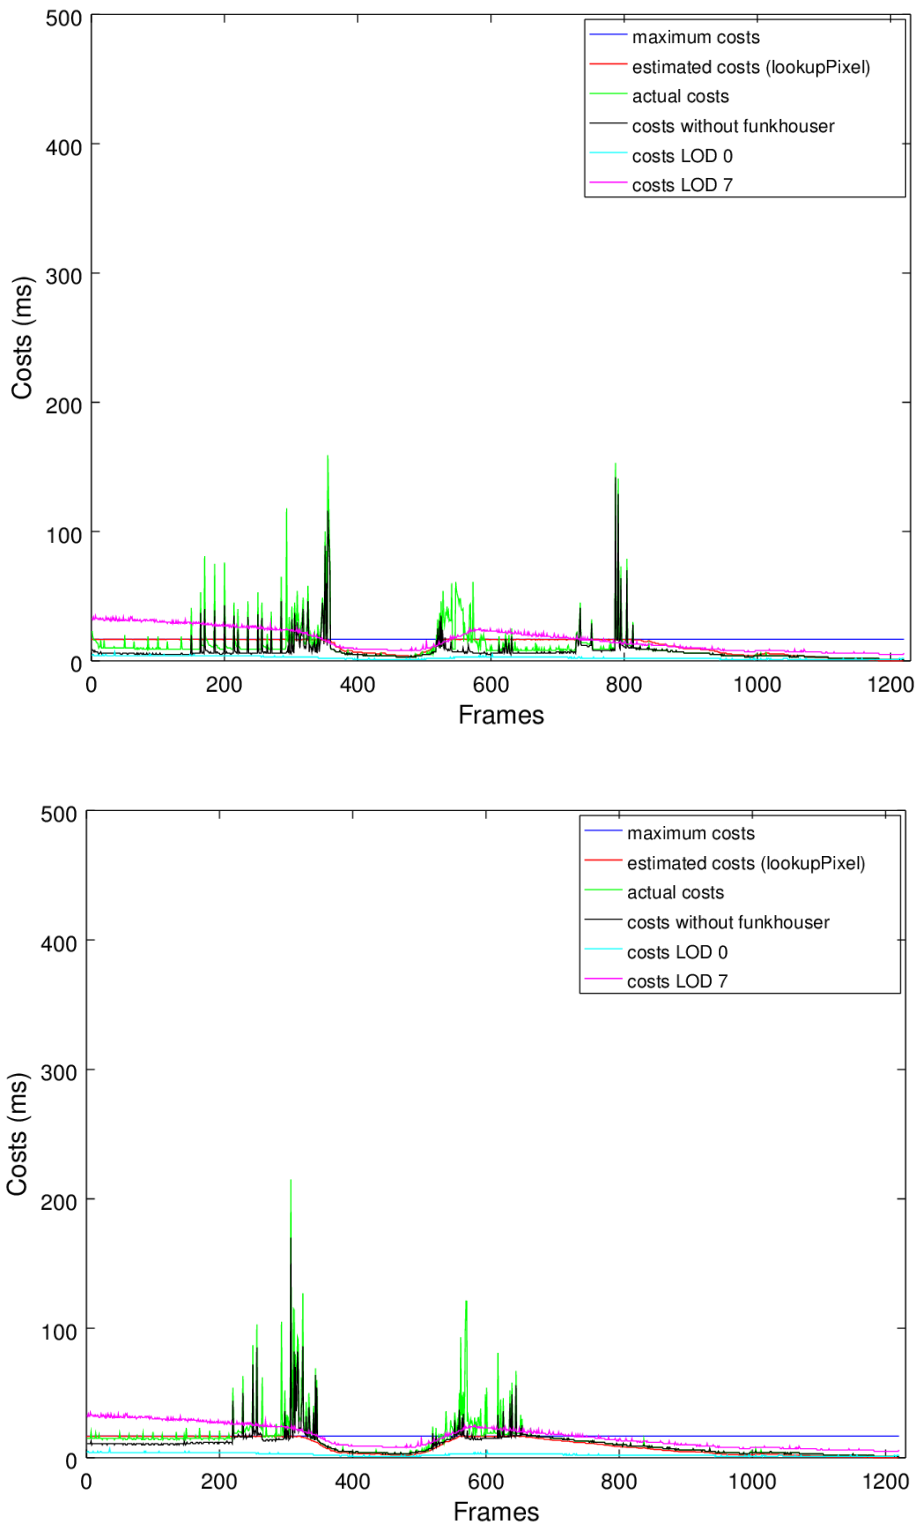 500
400
300
200
100
0
Costs (ms)
maximum costs
estimated costs (lookupPixel)
actual costs
costs without funkhouser
costs LOD 0
costs LOD 7
0 200 400 600 800 1000 1200
Frames
500
400
300
200
100
0
Costs (ms)
maximum costs
estimated costs (lookupPixel)
actual costs
costs without funkhouser
costs LOD 0
costs LOD 7
0 200 400 600 800 1000 1200
Frames